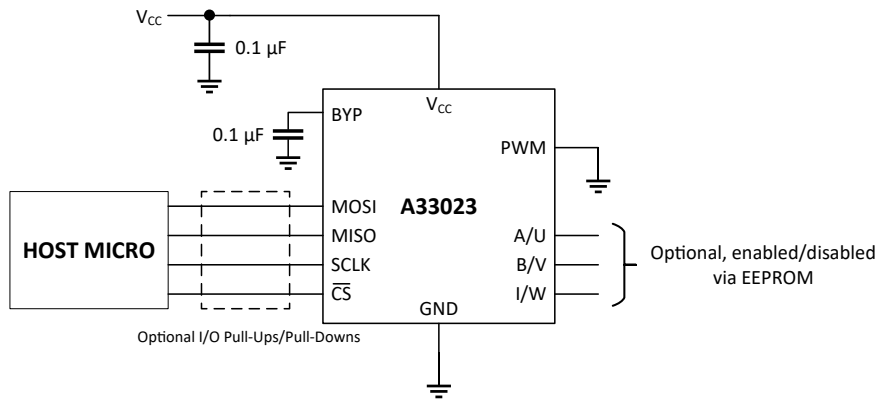 VCC
0.1 µF
BYP
VCC
0.1 µF
PWM
MOSI
A33023
HOST MICRO
MISO
A/U
SCLK
B/V
Optional, enabled/disabled
via EEPROM
CS
I/W
GND
Optional I/O Pull-Ups/Pull-Downs